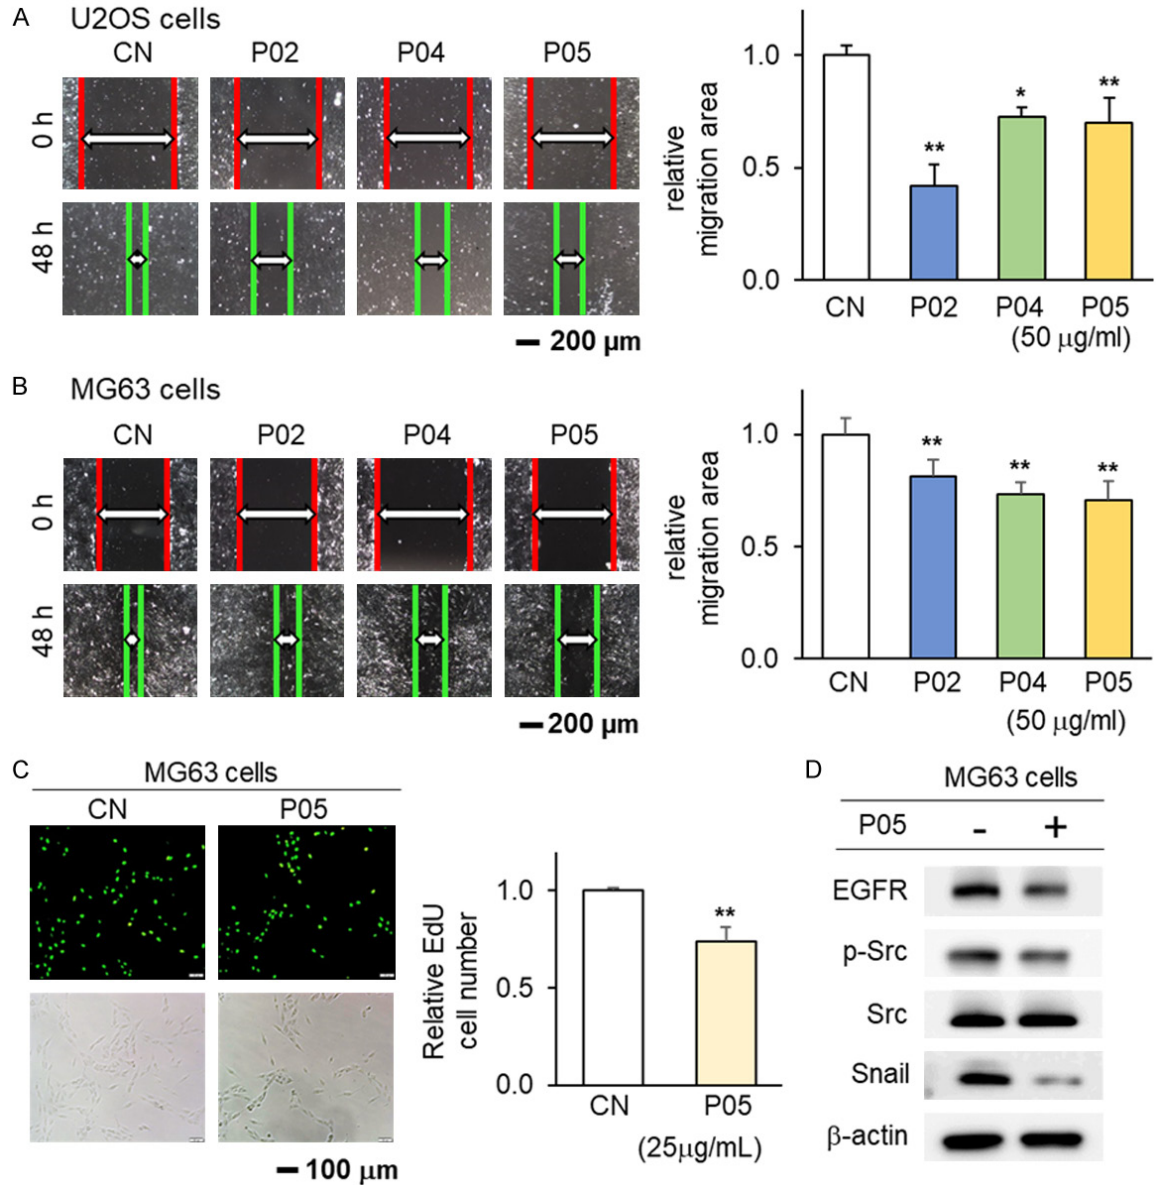 A
U2OS cells
CN P02 P04 P05
0 h
48 h
200 µm
relative
migration area
1.0
0.5
0.0
**
*
**
CN P02 P04 P05
(50 µg/ml)
B
MG63 cells
CN P02 P04 P05
0 h
48 h
200 µm
relative
migration area
1.0
0.5
0.0
**
**
**
CN P02 P04 P05
(50 µg/ml)
C
MG63 cells
CN P05
100 µm
Relative EdU
cell number
1.0
0.5
0.0
**
CN P05
(25µg/mL)
D
MG63 cells
P05 - +
EGFR
p-Src
Src
Snail
β-actin